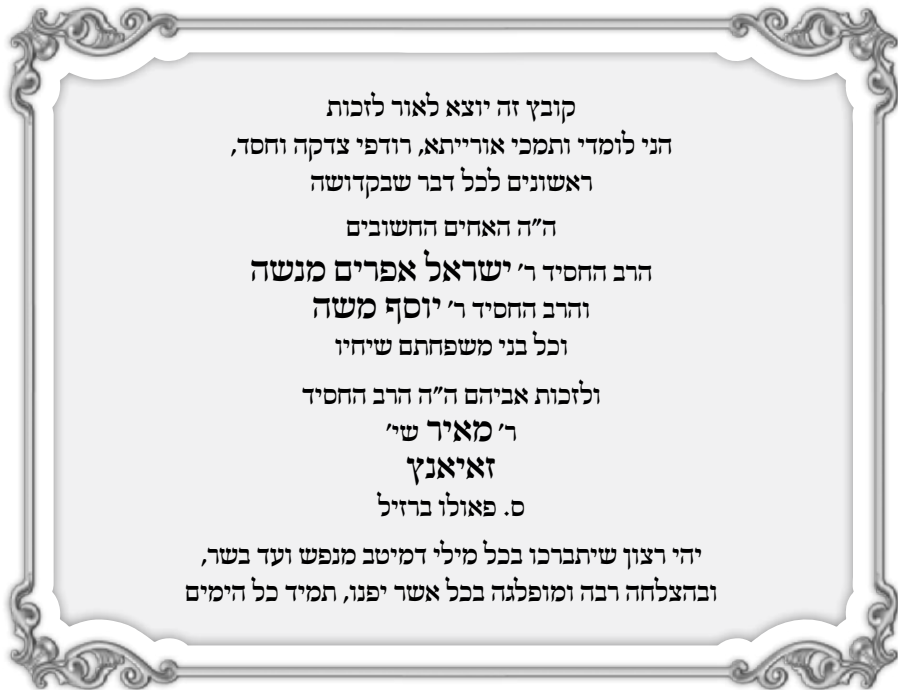 קובץ זה יוצא לאור לזכות
הני לומדי ותמכי אורייתא, רודפי צדקה וחסד,
ראשונים לכל דבר שבקדושה
ה״ה האחים החשובים
הרב החסיד ר׳ ישראל אפרים מנשה
והרב החסיד ר׳ יוסף משה
וכל בני משפחתם שיחיו
ולזכות אביהם ה״ה הרב החסיד
ר׳ מאיר שי׳
זאיאנץ
ס. פאולו ברזיל
יהי רצון שיתברכו בכל מילי דמיטב מנפש ועד בשר,
ובהצלחה רבה ומופלגה בכל אשר יפנו, תמיד כל הימים